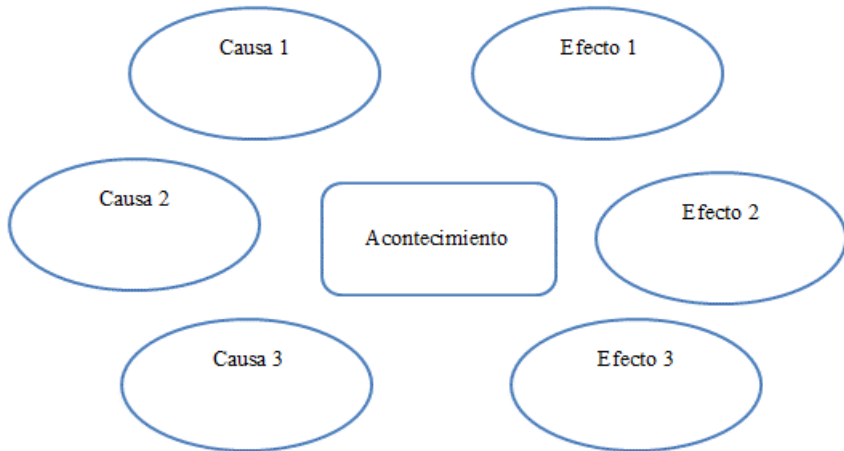 Causa 1
Efecto 1
Causa 2
Efecto 2
Acontecimiento
Causa 3
Efecto 3